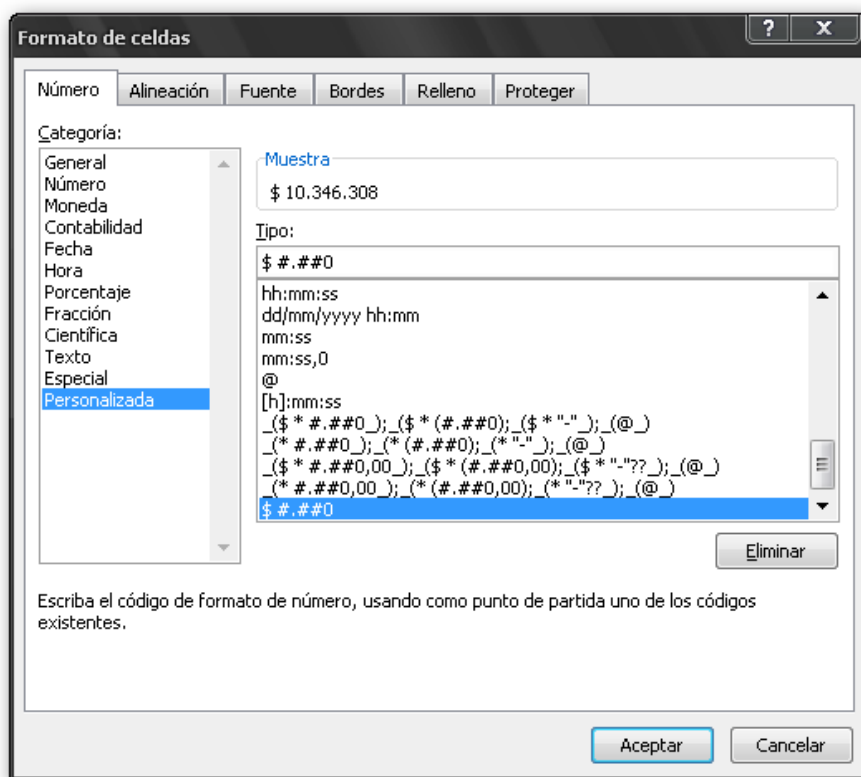 Formato de celdas
Número Alineación Fuente Bordes Relleno Proteger
Categoría:
General
Número
Moneda
Contabilidad
Fecha
Hora
Porcentaje
Fracción
Científica
Texto
Especial
Personalizada
Muestra
$ 10.346.308
Tipo:
$ #.##0
hh:mm:ss
dd/mm/yyyy hh:mm
mm:ss
mm:ss,0
@
[h]:mm:ss
_($ * #.##0_);_($ * (#.##0);_($ * "-"_);_(@_)
_(* #.##0_);_(* (#.##0);_(* "-"_);_(@_)
_($ * #.##0,00_);_($ * (#.##0,00);_($ * "-"??_);_(@_)
_(* #.##0,00_);_(* (#.##0,00);_(* "-"??_);_(@_)
$ #.##0
Eliminar
Escriba el código de formato de número, usando como punto de partida uno de los códigos
existentes.
Aceptar Cancelar